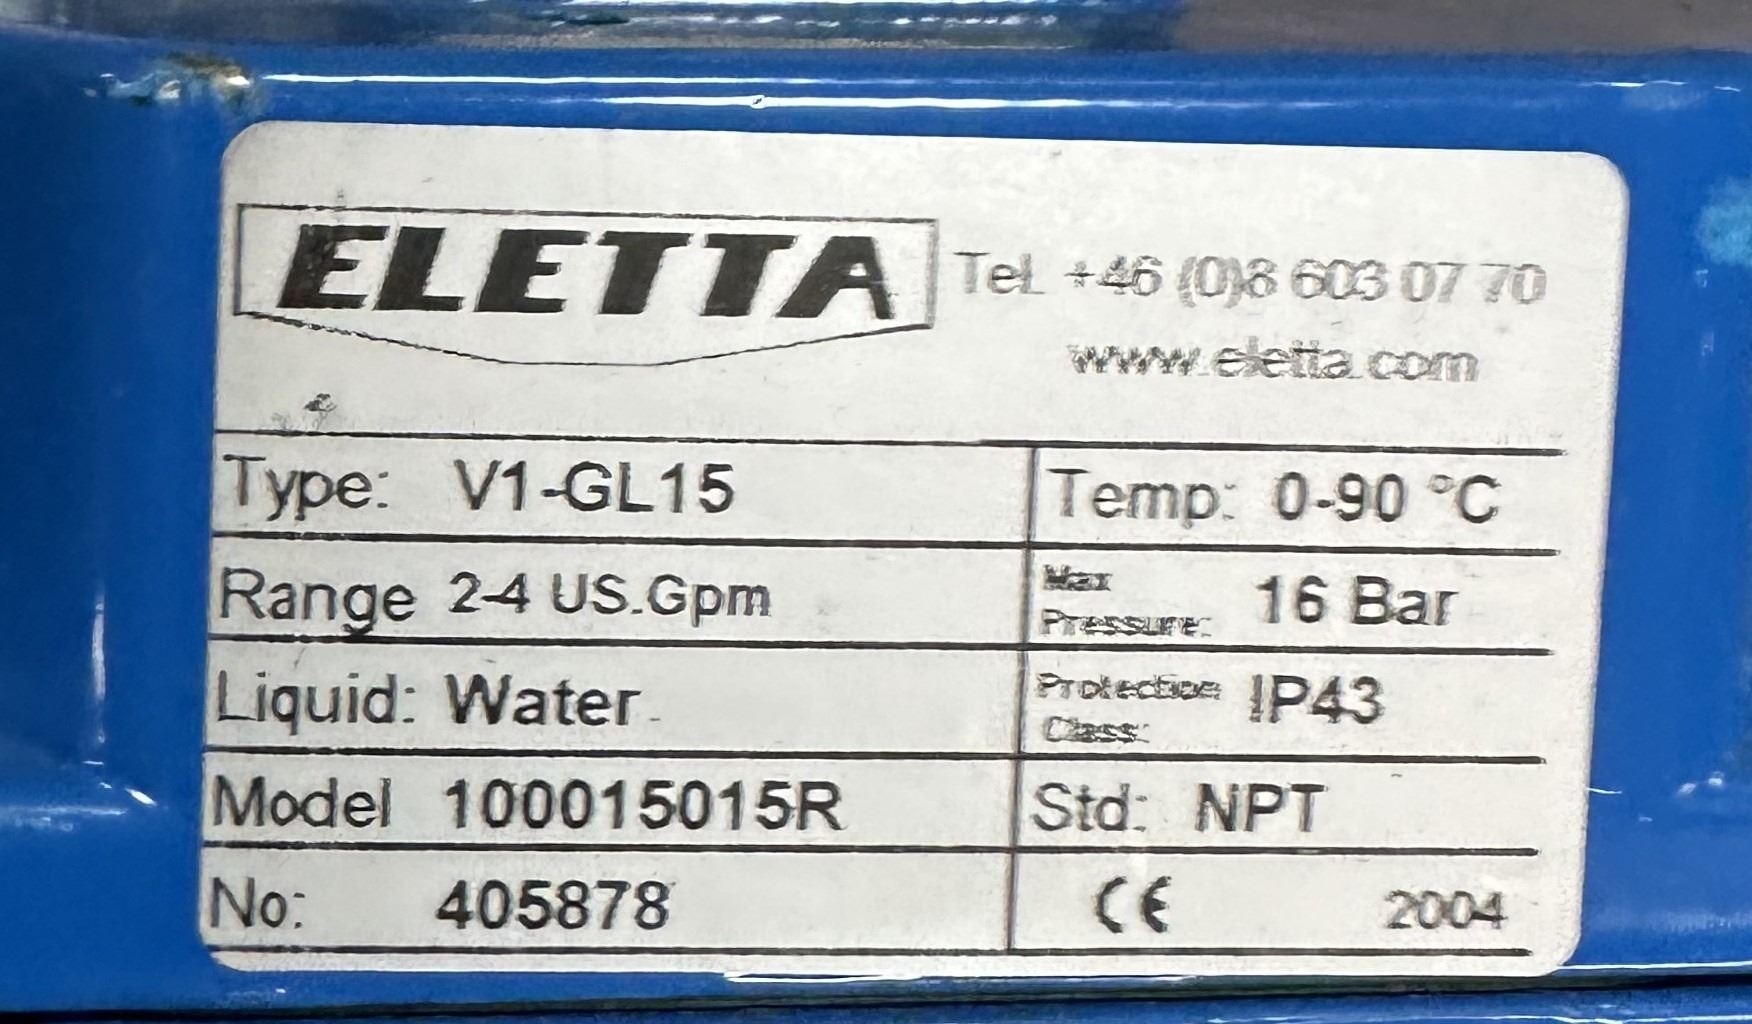 ELETTA Tel. +46 (0)8 603 07 70
www.eletta.com
Type: V1-GL15 Temp: 0-90 °C
Range 2-4 US.Gpm Max Pressure: 16 Bar
Liquid: Water Protection Class: IP43
Model 100015015R Std: NPT
No: 405878 CE 2004